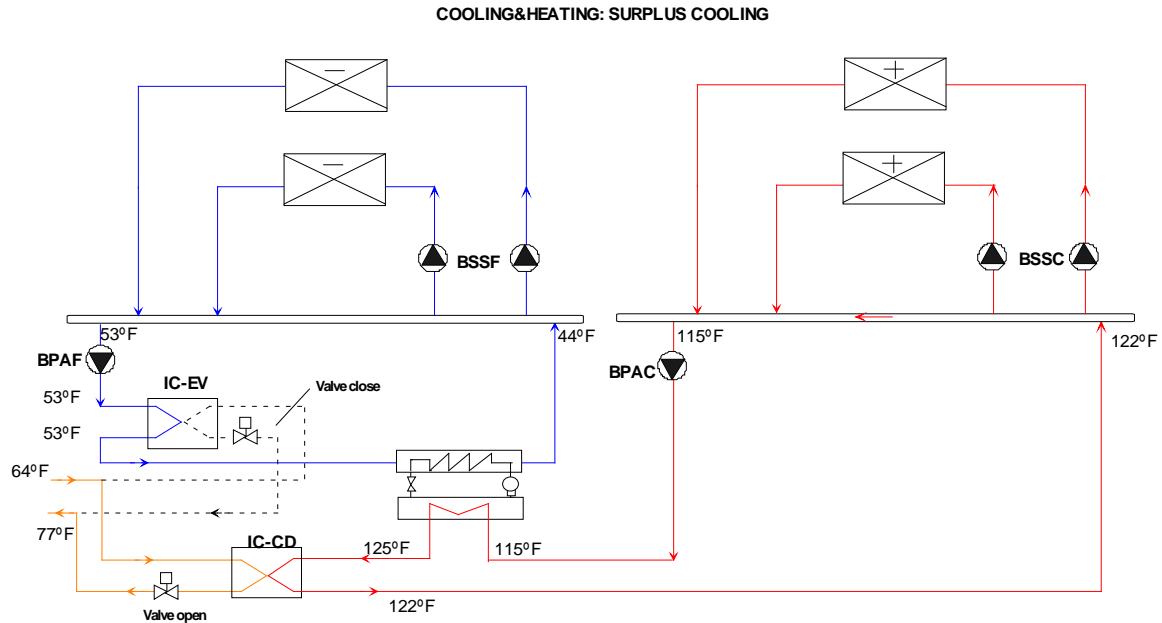 COOLING&HEATING: SURPLUS COOLING
BSSF
BSSC
53ºF
44ºF
115ºF
122ºF
BPAF
BPAC
IC-EV
Valve close
53ºF
53ºF
64ºF
77ºF
IC-CD
125ºF
115ºF
122ºF
Valve open